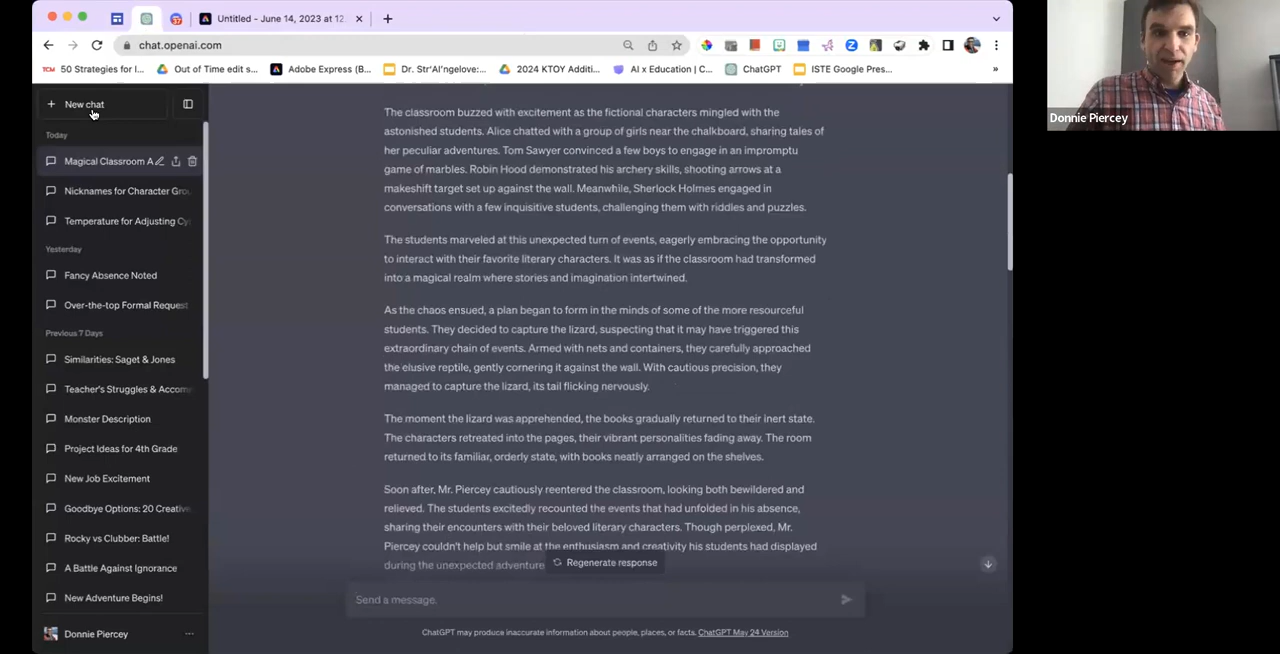 Untitled - June 14, 2023 at 12
chat.openai.com
50 Strategies for I...
Out of Time edit s...
Adobe Express (B...
Dr. Str'Al'ngelove:...
2024 KTOY Additi...
AI x Education | C...
ChatGPT
ISTE Google Pres...
»
New chat
Today
Magical Classroom A
Nicknames for Character Gro
Temperature for Adjusting Cy
Yesterday
Fancy Absence Noted
Over-the-top Formal Request
Previous 7 Days
Similarities: Saget & Jones
Teacher's Struggles & Accom
Monster Description
Project Ideas for 4th Grade
New Job Excitement
Goodbye Options: 20 Creative
Rocky vs Clubber: Battle!
A Battle Against Ignorance
New Adventure Begins!
Donnie Piercey
The classroom buzzed with excitement as the fictional characters mingled with the
astonished students. Alice chatted with a group of girls near the chalkboard, sharing tales of
her peculiar adventures. Tom Sawyer convinced a few boys to engage in an impromptu
game of marbles. Robin Hood demonstrated his archery skills, shooting arrows at a
makeshift target set up against the wall. Meanwhile, Sherlock Holmes engaged in
conversations with a few inquisitive students, challenging them with riddles and puzzles.
The students marveled at this unexpected turn of events, eagerly embracing the opportunity
to interact with their favorite literary characters. It was as if the classroom had transformed
into a magical realm where stories and imagination intertwined.
As the chaos ensued, a plan began to form in the minds of some of the more resourceful
students. They decided to capture the lizard, suspecting that it may have triggered this
extraordinary chain of events. Armed with nets and containers, they carefully approached
the elusive reptile, gently cornering it against the wall. With cautious precision, they
managed to capture the lizard, its tail flicking nervously.
The moment the lizard was apprehended, the books gradually returned to their inert state.
The characters retreated into the pages, their vibrant personalities fading away. The room
returned to its familiar, orderly state, with books neatly arranged on the shelves.
Soon after, Mr. Piercey cautiously reentered the classroom, looking both bewildered and
relieved. The students excitedly recounted the events that had unfolded in his absence,
sharing their encounters with their beloved literary characters. Though perplexed, Mr.
Piercey couldn't help but smile at the enthusiasm and creativity his students had displayed
during the unexpected adventure
Regenerate response
Send a message.
ChatGPT may produce inaccurate information about people, places, or facts. ChatGPT May 24 Version
Donnie Piercey